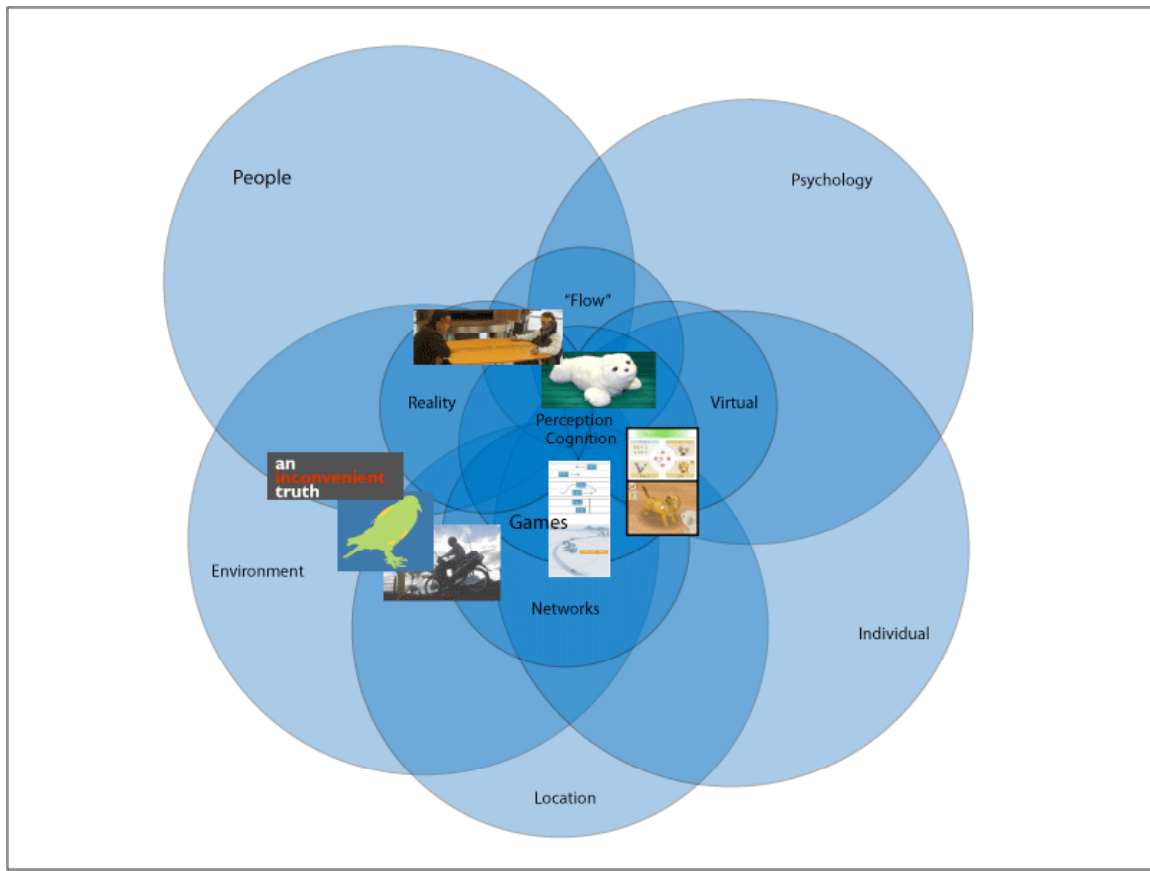 People
Psychology
"Flow"
Reality
Virtual
Perception
Cognition
an
inconvenient
truth
Games
Environment
Networks
Individual
Location